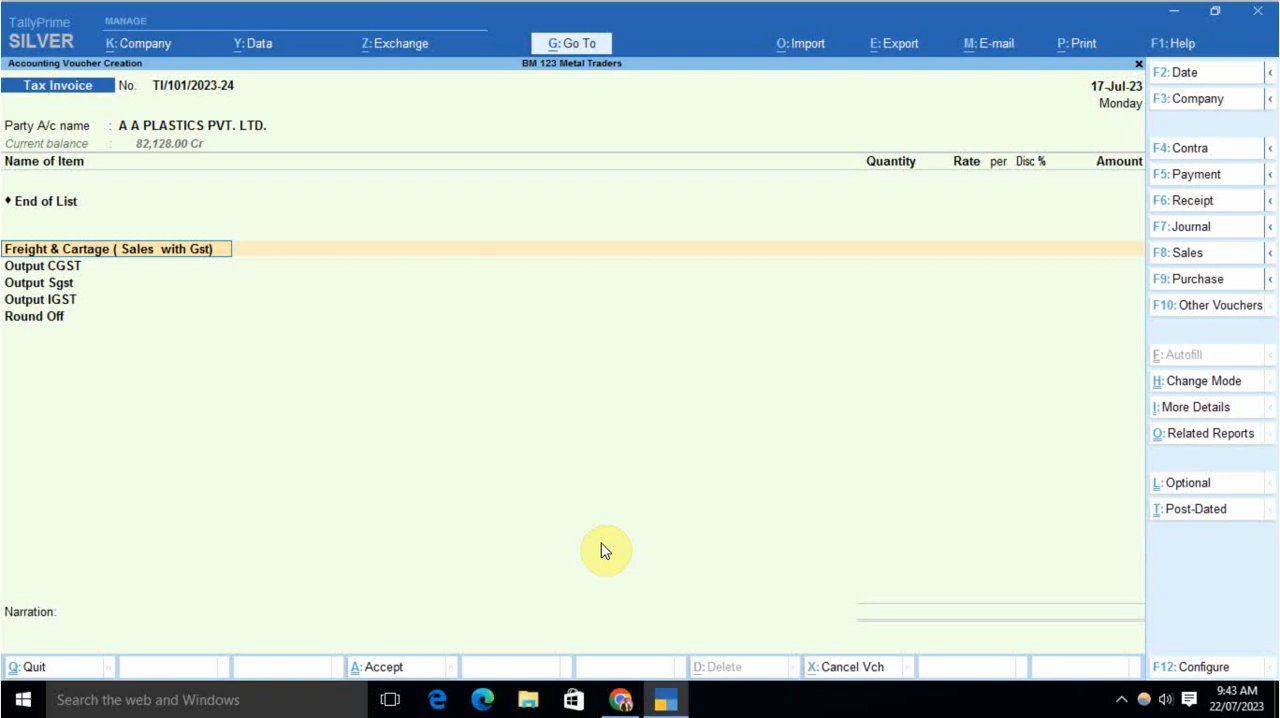 TallyPrime
MANAGE
SILVER
K: Company
Y: Data
Z: Exchange
G: Go To
O: Import
E: Export
M: E-mail
P: Print
F1: Help
Accounting Voucher Creation
BM 123 Metal Traders
Tax Invoice No. TI/101/2023-24
17-Jul-23
Monday
Party A/c name : A A PLASTICS PVT. LTD.
Current balance : 82,128.00 Cr
Name of Item Quantity Rate per Disc % Amount
♦ End of List
Freight & Cartage ( Sales with Gst)
Output CGST
Output Sgst
Output IGST
Round Off
Narration:
F2: Date
F3: Company
F4: Contra
F5: Payment
F6: Receipt
F7: Journal
F8: Sales
F9: Purchase
F10: Other Vouchers
F: Autofill
H: Change Mode
I: More Details
O: Related Reports
L: Optional
T: Post-Dated
Q: Quit
A: Accept
D: Delete
X: Cancel Vch
F12: Configure
Search the web and Windows
9:43 AM
22/07/2023